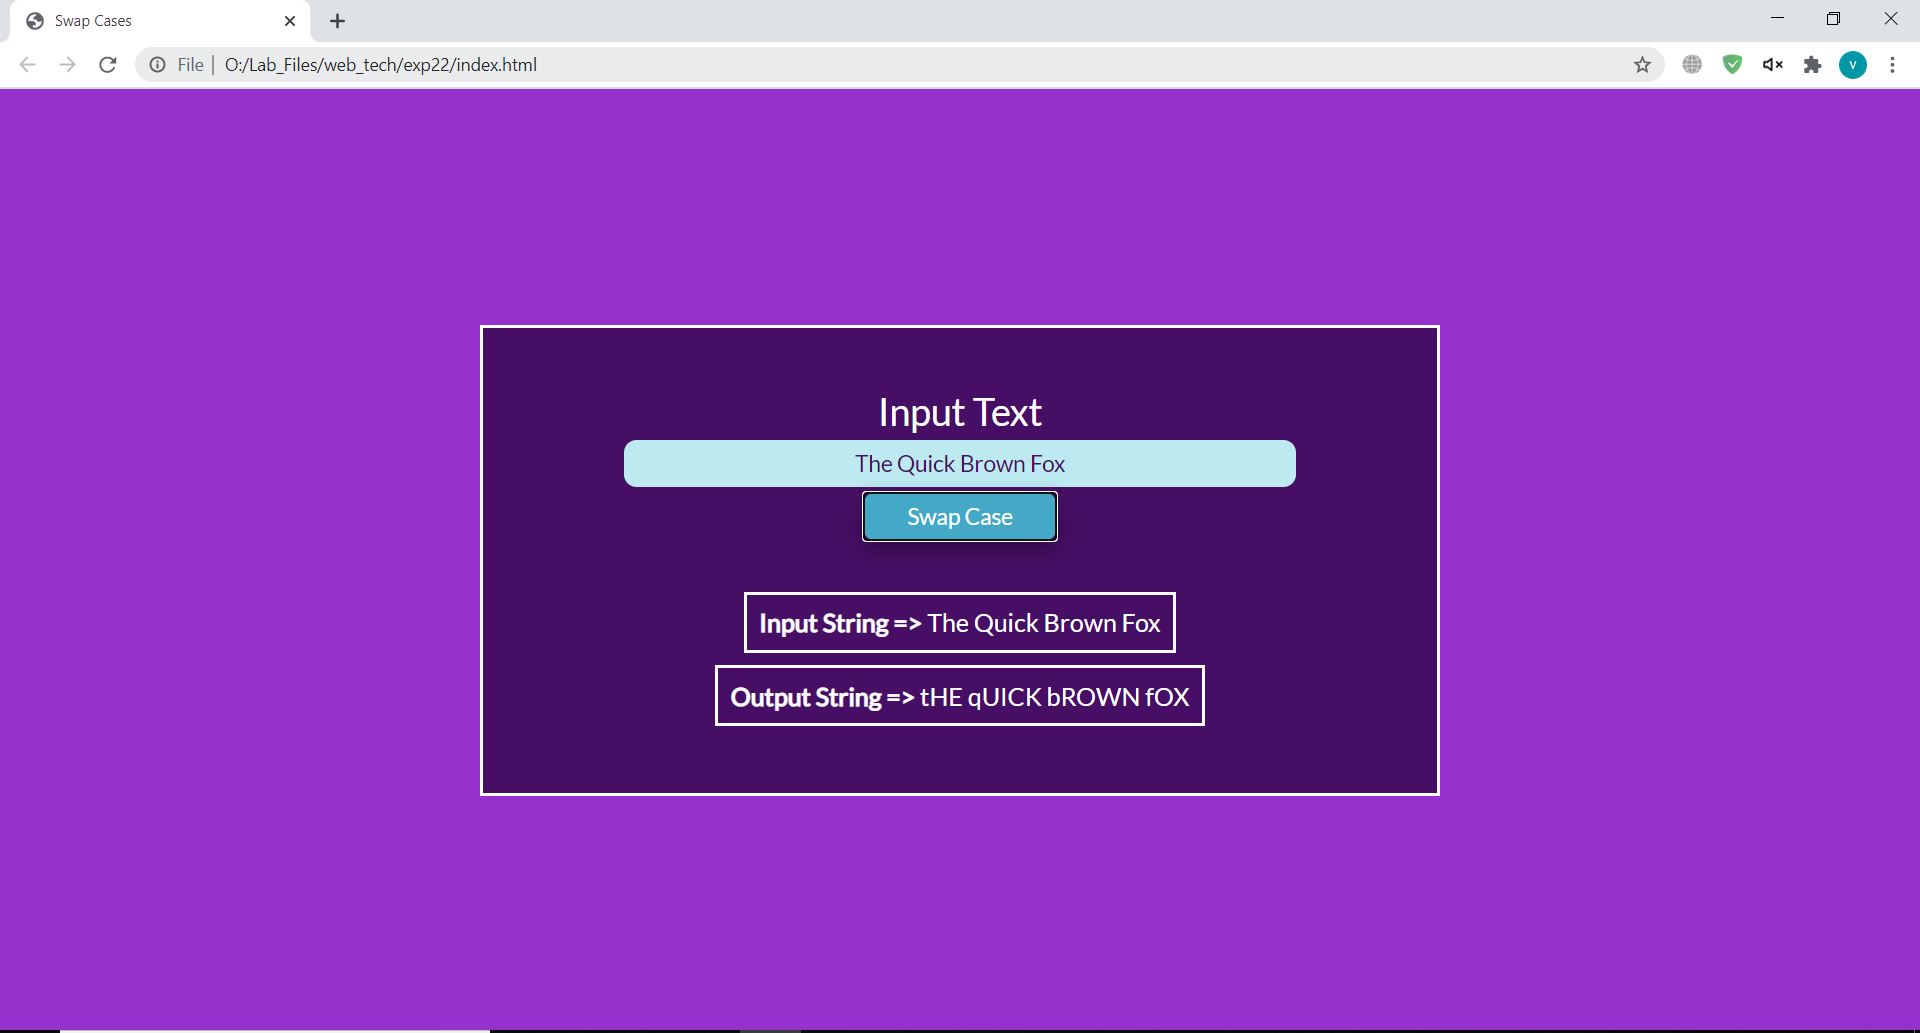 Swap Cases
File | O:/Lab_Files/web_tech/exp22/index.html
V
Input Text
The Quick Brown Fox
Swap Case
Input String => The Quick Brown Fox
Output String => tHE qUICK bROWN fOX